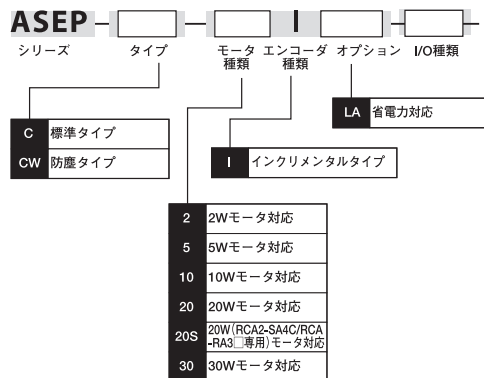 ASEP - - I -
シリーズ タイプ モータ種類 エンコーダ種類 オプション I/O種類
C 標準タイプ
CW 防塵タイプ
I インクリメンタルタイプ
LA 省電力対応
2 2Wモータ対応
5 5Wモータ対応
10 10Wモータ対応
20 20Wモータ対応
20S 20W(RCA2-SA4C/RCA
-RA3□専用)モータ対応
30 30Wモータ対応